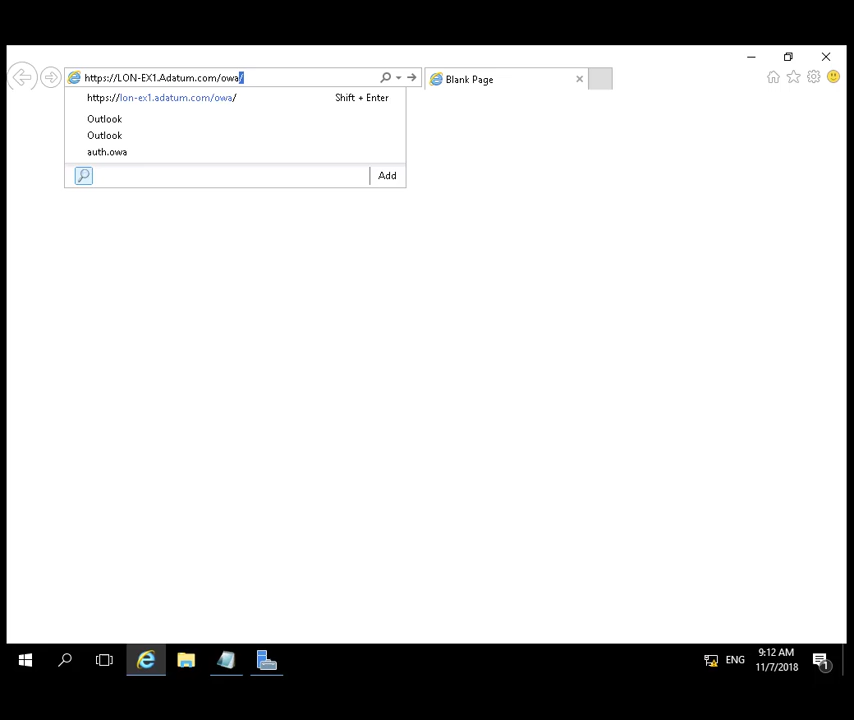 https://LON-EX1.Adatum.com/owa/
Blank Page
https://lon-ex1.adatum.com/owa/ Shift + Enter
Outlook
Outlook
auth.owa
Add
ENG
9:12 AM
11/7/2018
1